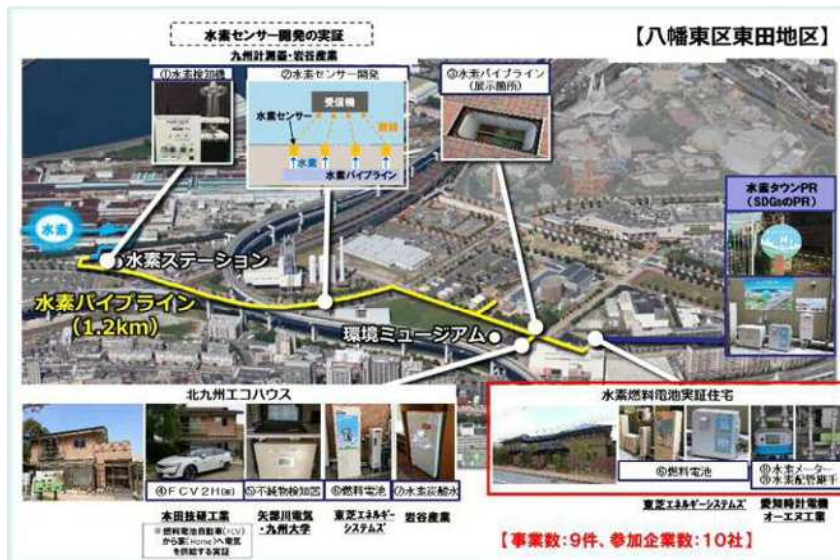 水素センサー開発の実証
九州計測器・岩谷産業
【八幡東区東田地区】
①水素検知機
②水素センサー開発
受信機
水素センサー
無線
水素
水素パイプライン
③水素パイプライン
(展示箇所)
水素タウンPR
(SDGsのPR)
水素
水素ステーション
水素パイプライン
(1.2km)
環境ミュージアム
北九州エコハウス
④FCV2H(※)
本田技研工業
※燃料電池自動車(FCV)
から家(Home)へ電気
を供給する実証
⑤不純物検知器
矢部川電気
・九州大学
⑥燃料電池
東芝エネルギー
システムズ
⑦水素炭酸水
岩谷産業
水素燃料電池実証住宅
⑥燃料電池
東芝エネルギーシステムズ
⑧水素メーター
⑨水素配管継手
愛知時計電機
オーエヌ工業
【事業数:9件、参加企業数:10社】